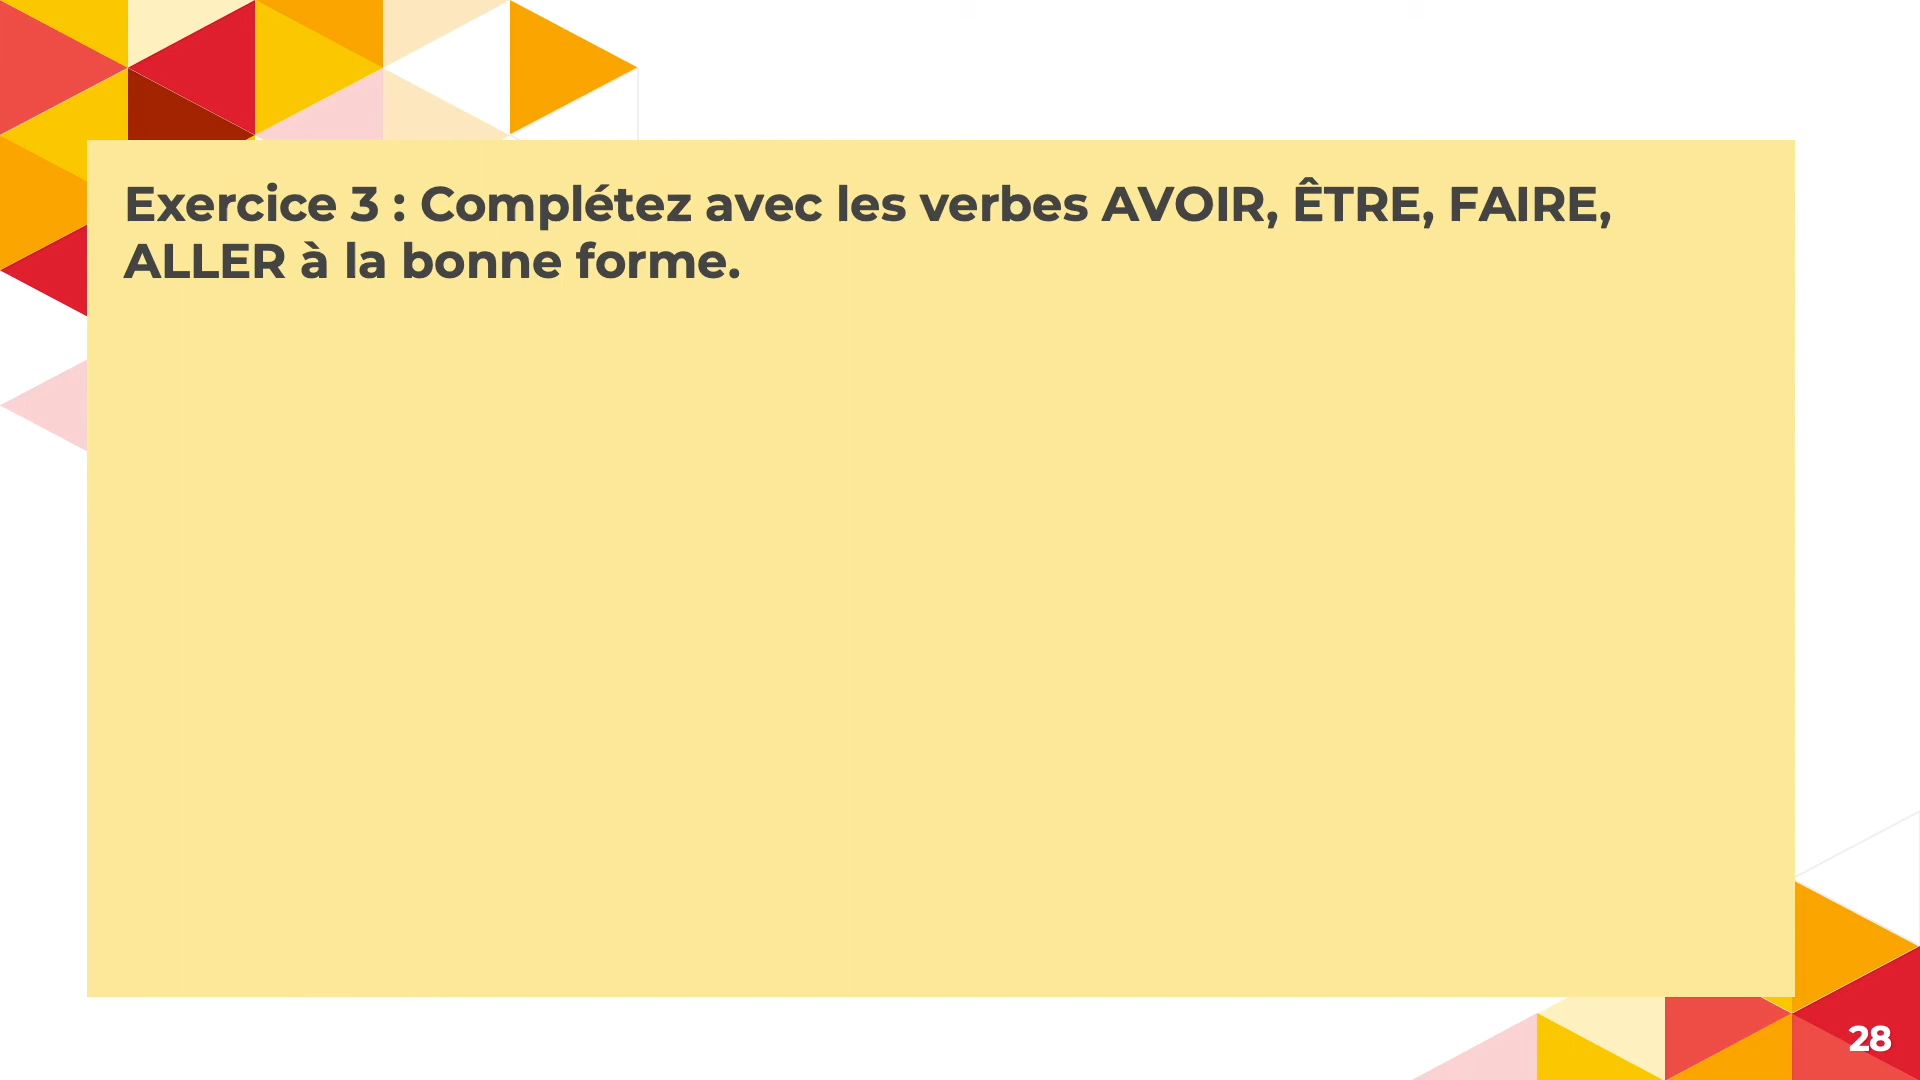 Exercice 3 : Complétez avec les verbes AVOIR, ÊTRE, FAIRE,
ALLER à la bonne forme.
28